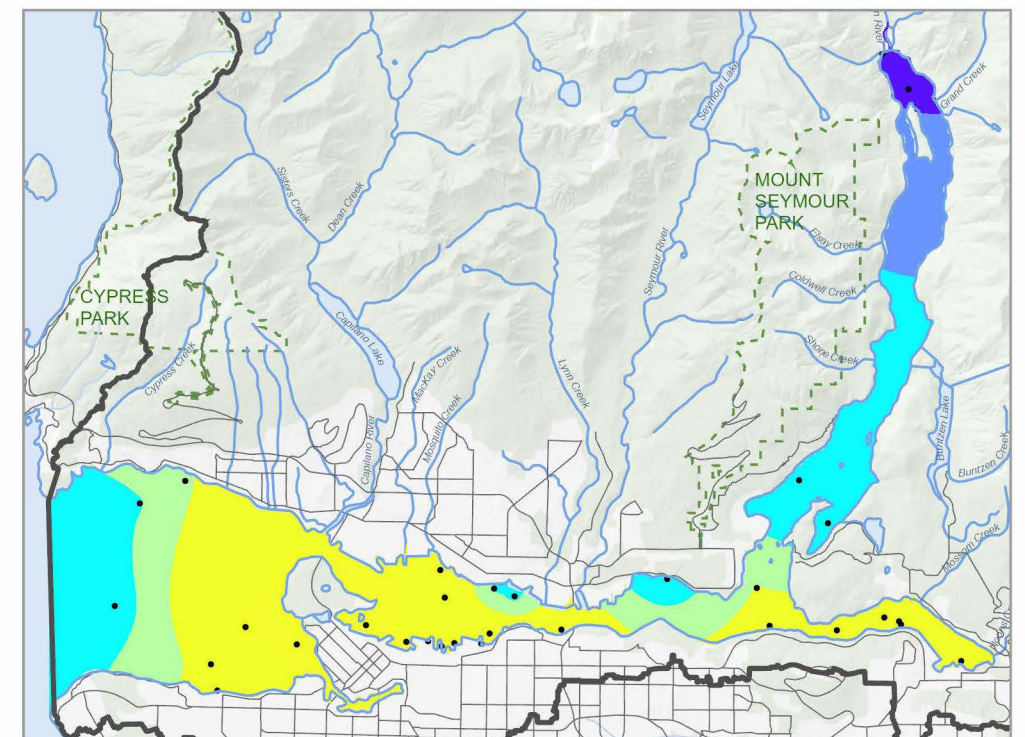 n River
Grand Creek
Seymour Lake
MOUNT
SEYMOUR
PARK
Sisters Creek
Dean Creek
Elsay Creek
Seymour River
Coldwell Creek
CYPRESS
PARK
Capilano Lake
Shone Creek
Cypress Creek
MacKay Creek
Lynn Creek
Mosquito Creek
Buntzen Lake
Capilano River
Buntzen Creek
Mossom Creek